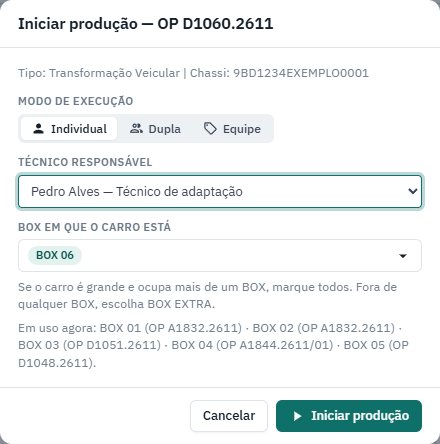 Iniciar produção — OP D1060.2611
Tipo: Transformação Veicular | Chassi: 9BD1234EXEMPLO0001
MODO DE EXECUÇÃO
Individual Dupla Equipe
TÉCNICO RESPONSÁVEL
Pedro Alves — Técnico de adaptação
BOX EM QUE O CARRO ESTÁ
BOX 06
Se o carro é grande e ocupa mais de um BOX, marque todos. Fora de
qualquer BOX, escolha BOX EXTRA.
Em uso agora: BOX 01 (OP A1832.2611) · BOX 02 (OP A1832.2611) ·
BOX 03 (OP D1051.2611) · BOX 04 (OP A1844.2611/01) · BOX 05 (OP
D1048.2611).
Cancelar Iniciar produção